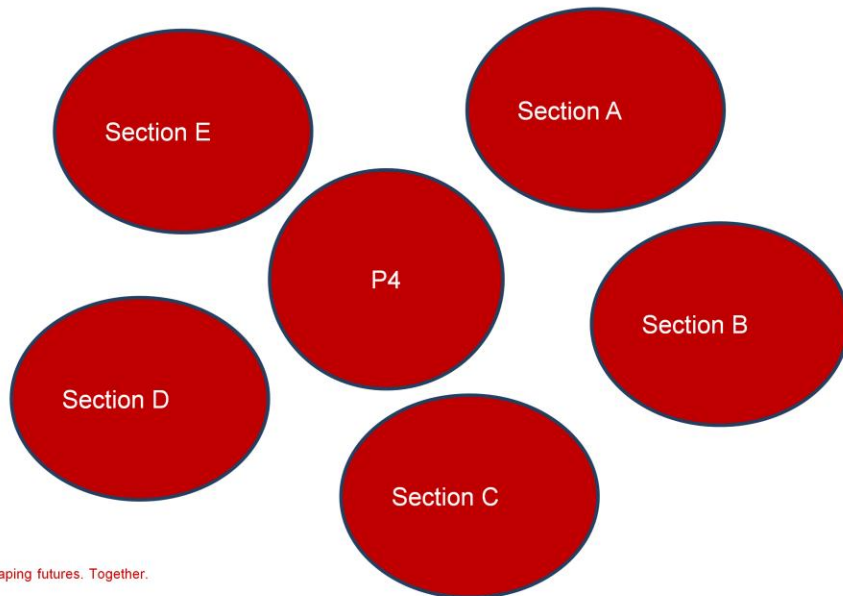 Section E
Section A
P4
Section B
Section D
Section C
aping futures. Together.